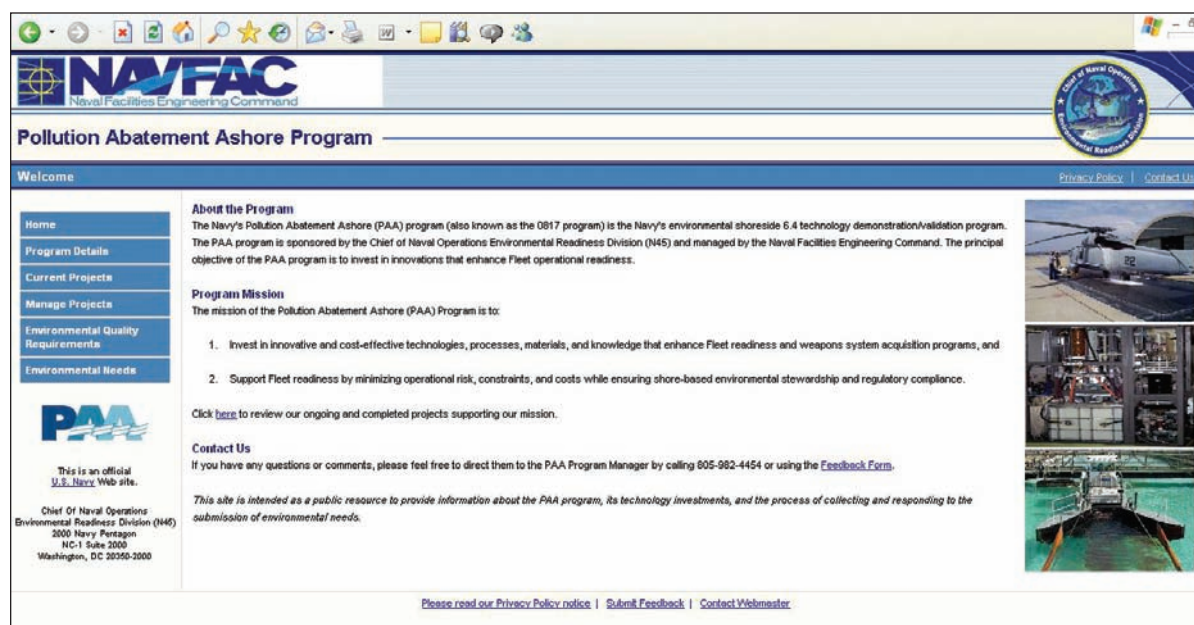 NAVFAC
Naval Facilities Engineering Command
Chief of Naval Operations
Environmental Readiness Division
Pollution Abatement Ashore Program
Welcome
Privacy Policy | Contact Us
Home
Program Details
Current Projects
Manage Projects
Environmental Quality
Requirements
Environmental Needs
PAA
This is an official
U.S. Navy Web site.
Chief Of Naval Operations
Environmental Readiness Division (N45)
2000 Navy Pentagon
NC-1 Suite 2000
Washington, DC 20350-2000
About the Program
The Navy's Pollution Abatement Ashore (PAA) program (also known as the 0817 program) is the Navy's environmental shoreside 6.4 technology demonstration/validation program.
The PAA program is sponsored by the Chief of Naval Operations Environmental Readiness Division (N45) and managed by the Naval Facilities Engineering Command. The principal
objective of the PAA program is to invest in innovations that enhance Fleet operational readiness.
Program Mission
The mission of the Pollution Abatement Ashore (PAA) Program is to:
1. Invest in innovative and cost-effective technologies, processes, materials, and knowledge that enhance Fleet readiness and weapons system acquisition programs, and
2. Support Fleet readiness by minimizing operational risk, constraints, and costs while ensuring shore-based environmental stewardship and regulatory compliance.
Click here to review our ongoing and completed projects supporting our mission.
Contact Us
If you have any questions or comments, please feel free to direct them to the PAA Program Manager by calling 805-982-4454 or using the Feedback Form.
This site is intended as a public resource to provide information about the PAA program, its technology investments, and the process of collecting and responding to the
submission of environmental needs.
22
Please read our Privacy Policy notice | Submit Feedback | Contact Webmaster